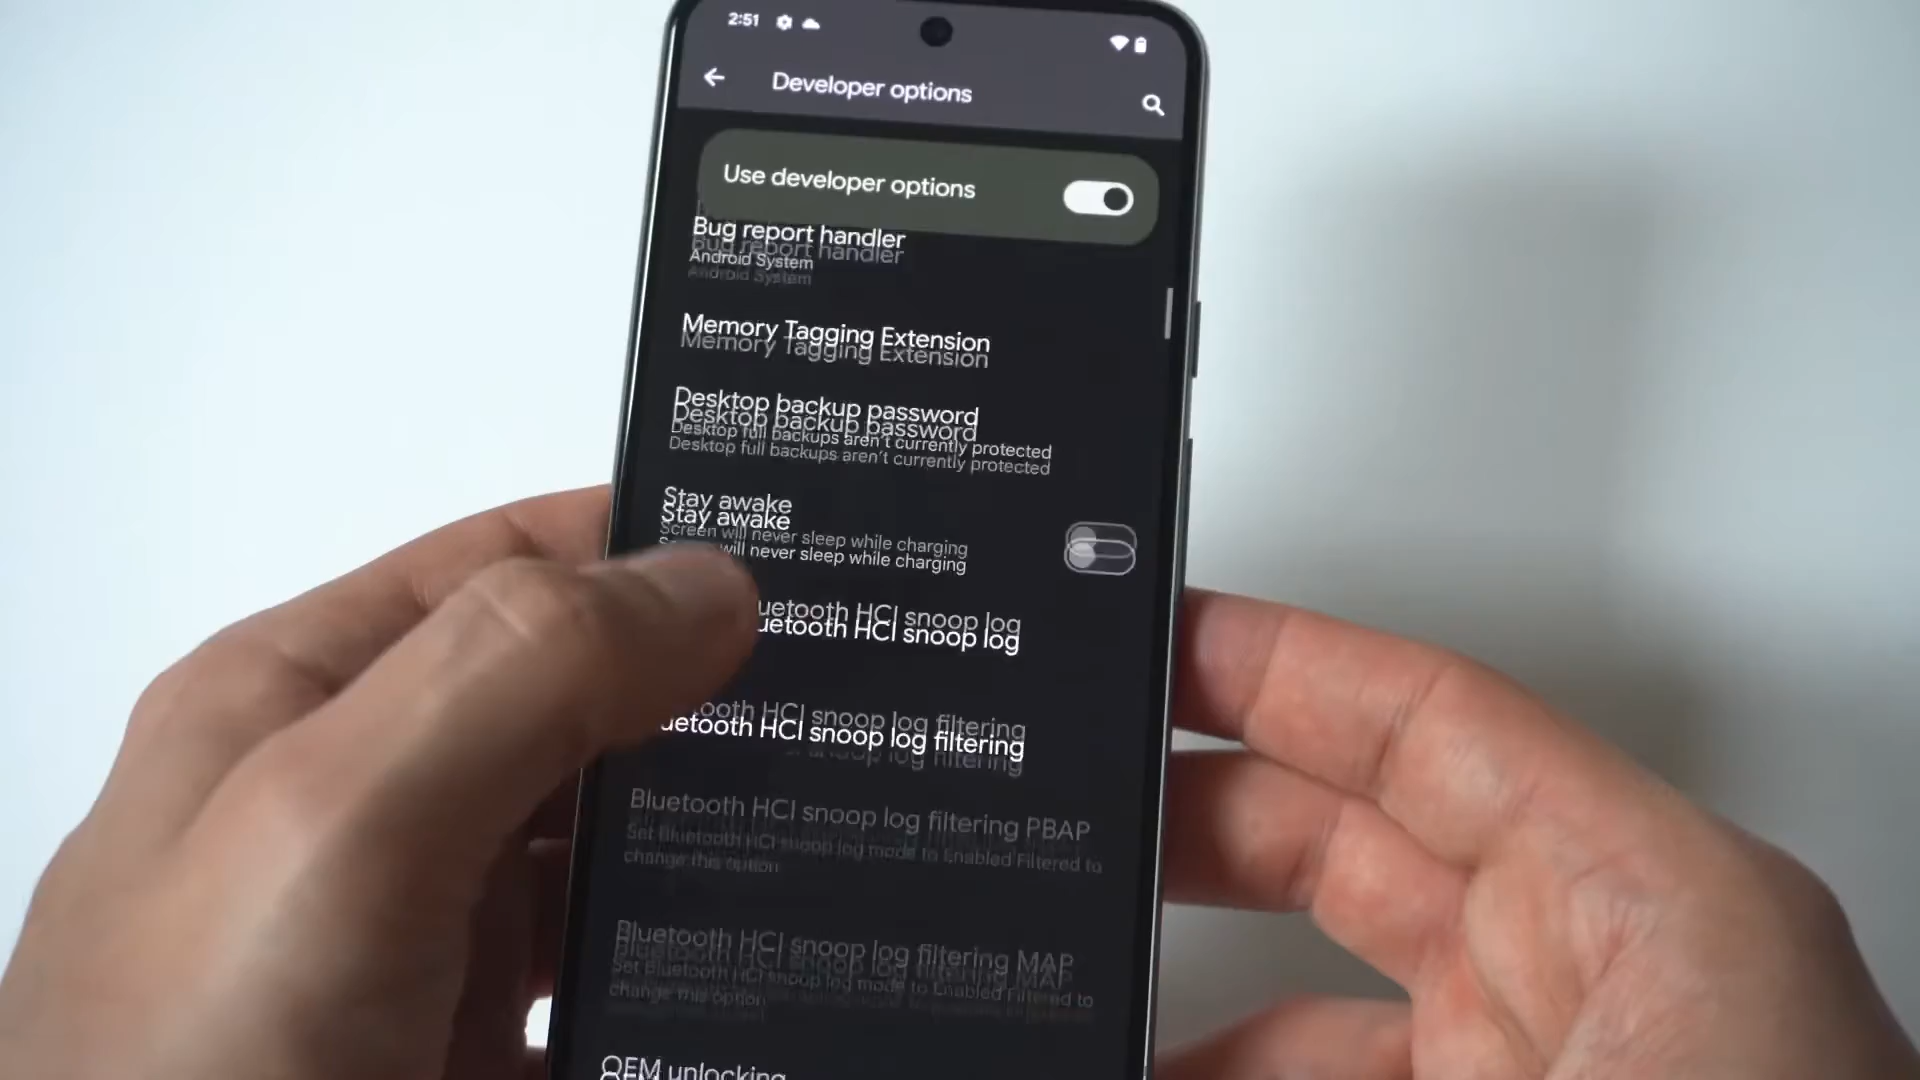 2:51
Developer options
Use developer options
Bug report handler
Android System
Memory Tagging Extension
Desktop backup password
Desktop full backups aren't currently protected
Stay awake
Screen will never sleep while charging
uetooth HCI snoop log
uetooth HCI snoop log filtering
Bluetooth HCI snoop log filtering PBAP
Set Bluetooth HCI snoop log mode to Enabled Filtered to
change this option
Bluetooth HCI snoop log filtering MAP
Set Bluetooth HCI snoop log mode to Enabled Filtered to
change this option
OEM unlocking